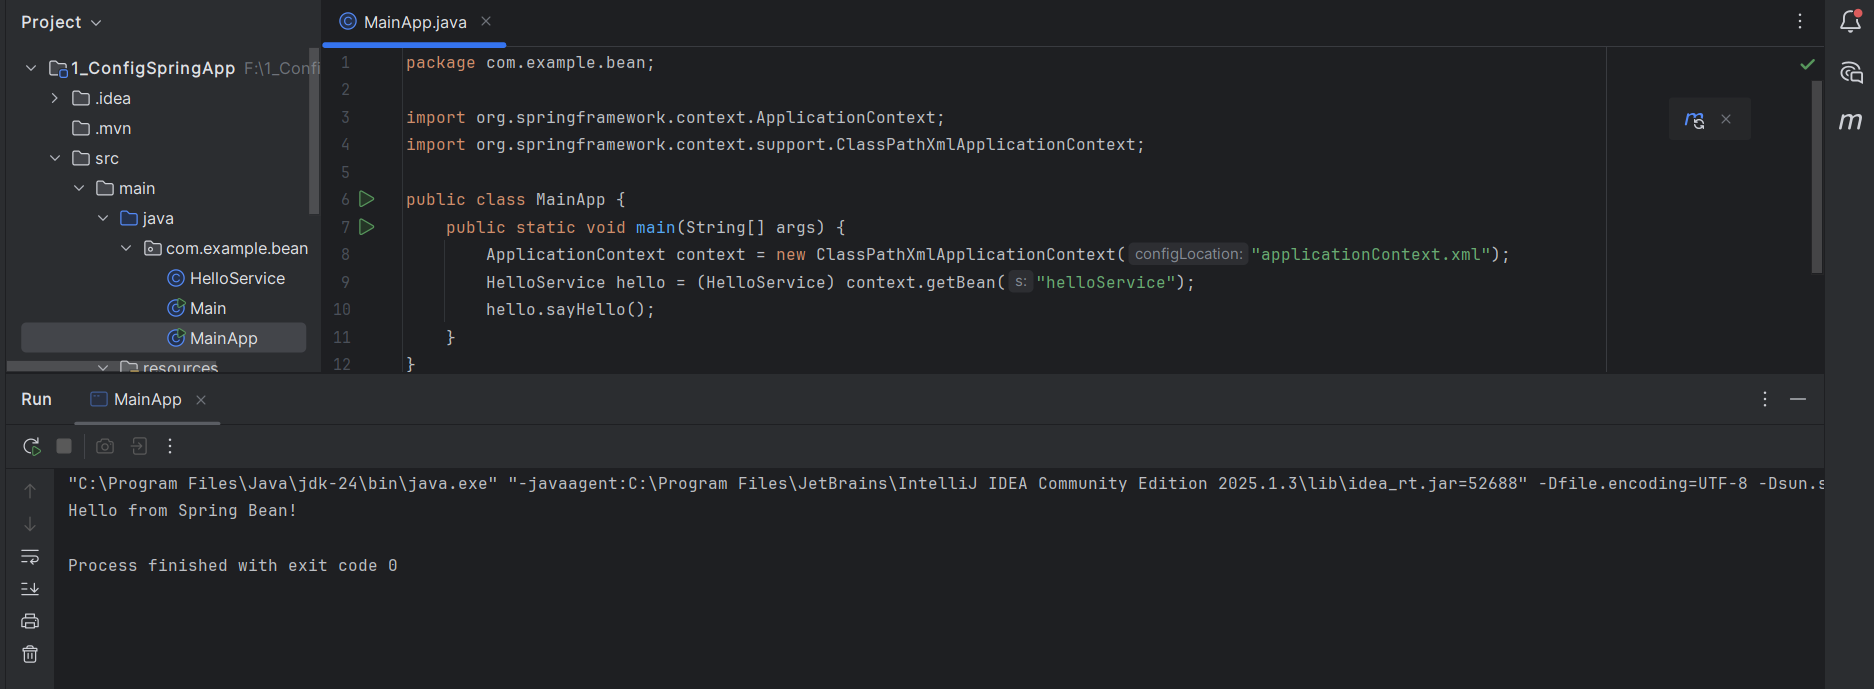 Project
MainApp.java
1_ConfigSpringApp F:\1_Confi
.idea
.mvn
src
main
java
com.example.bean
HelloService
Main
MainApp
resources
1 package com.example.bean;
2
3 import org.springframework.context.ApplicationContext;
4 import org.springframework.context.support.ClassPathXmlApplicationContext;
5
6 public class MainApp {
7 public static void main(String[] args) {
8 ApplicationContext context = new ClassPathXmlApplicationContext( configLocation: "applicationContext.xml");
9 HelloService hello = (HelloService) context.getBean( s: "helloService");
10 hello.sayHello();
11 }
12 }
Run MainApp
"C:\Program Files\Java\jdk-24\bin\java.exe" "-javaagent:C:\Program Files\JetBrains\IntelliJ IDEA Community Edition 2025.1.3\lib\idea_rt.jar=52688" -Dfile.encoding=UTF-8 -Dsun.s
Hello from Spring Bean!
Process finished with exit code 0